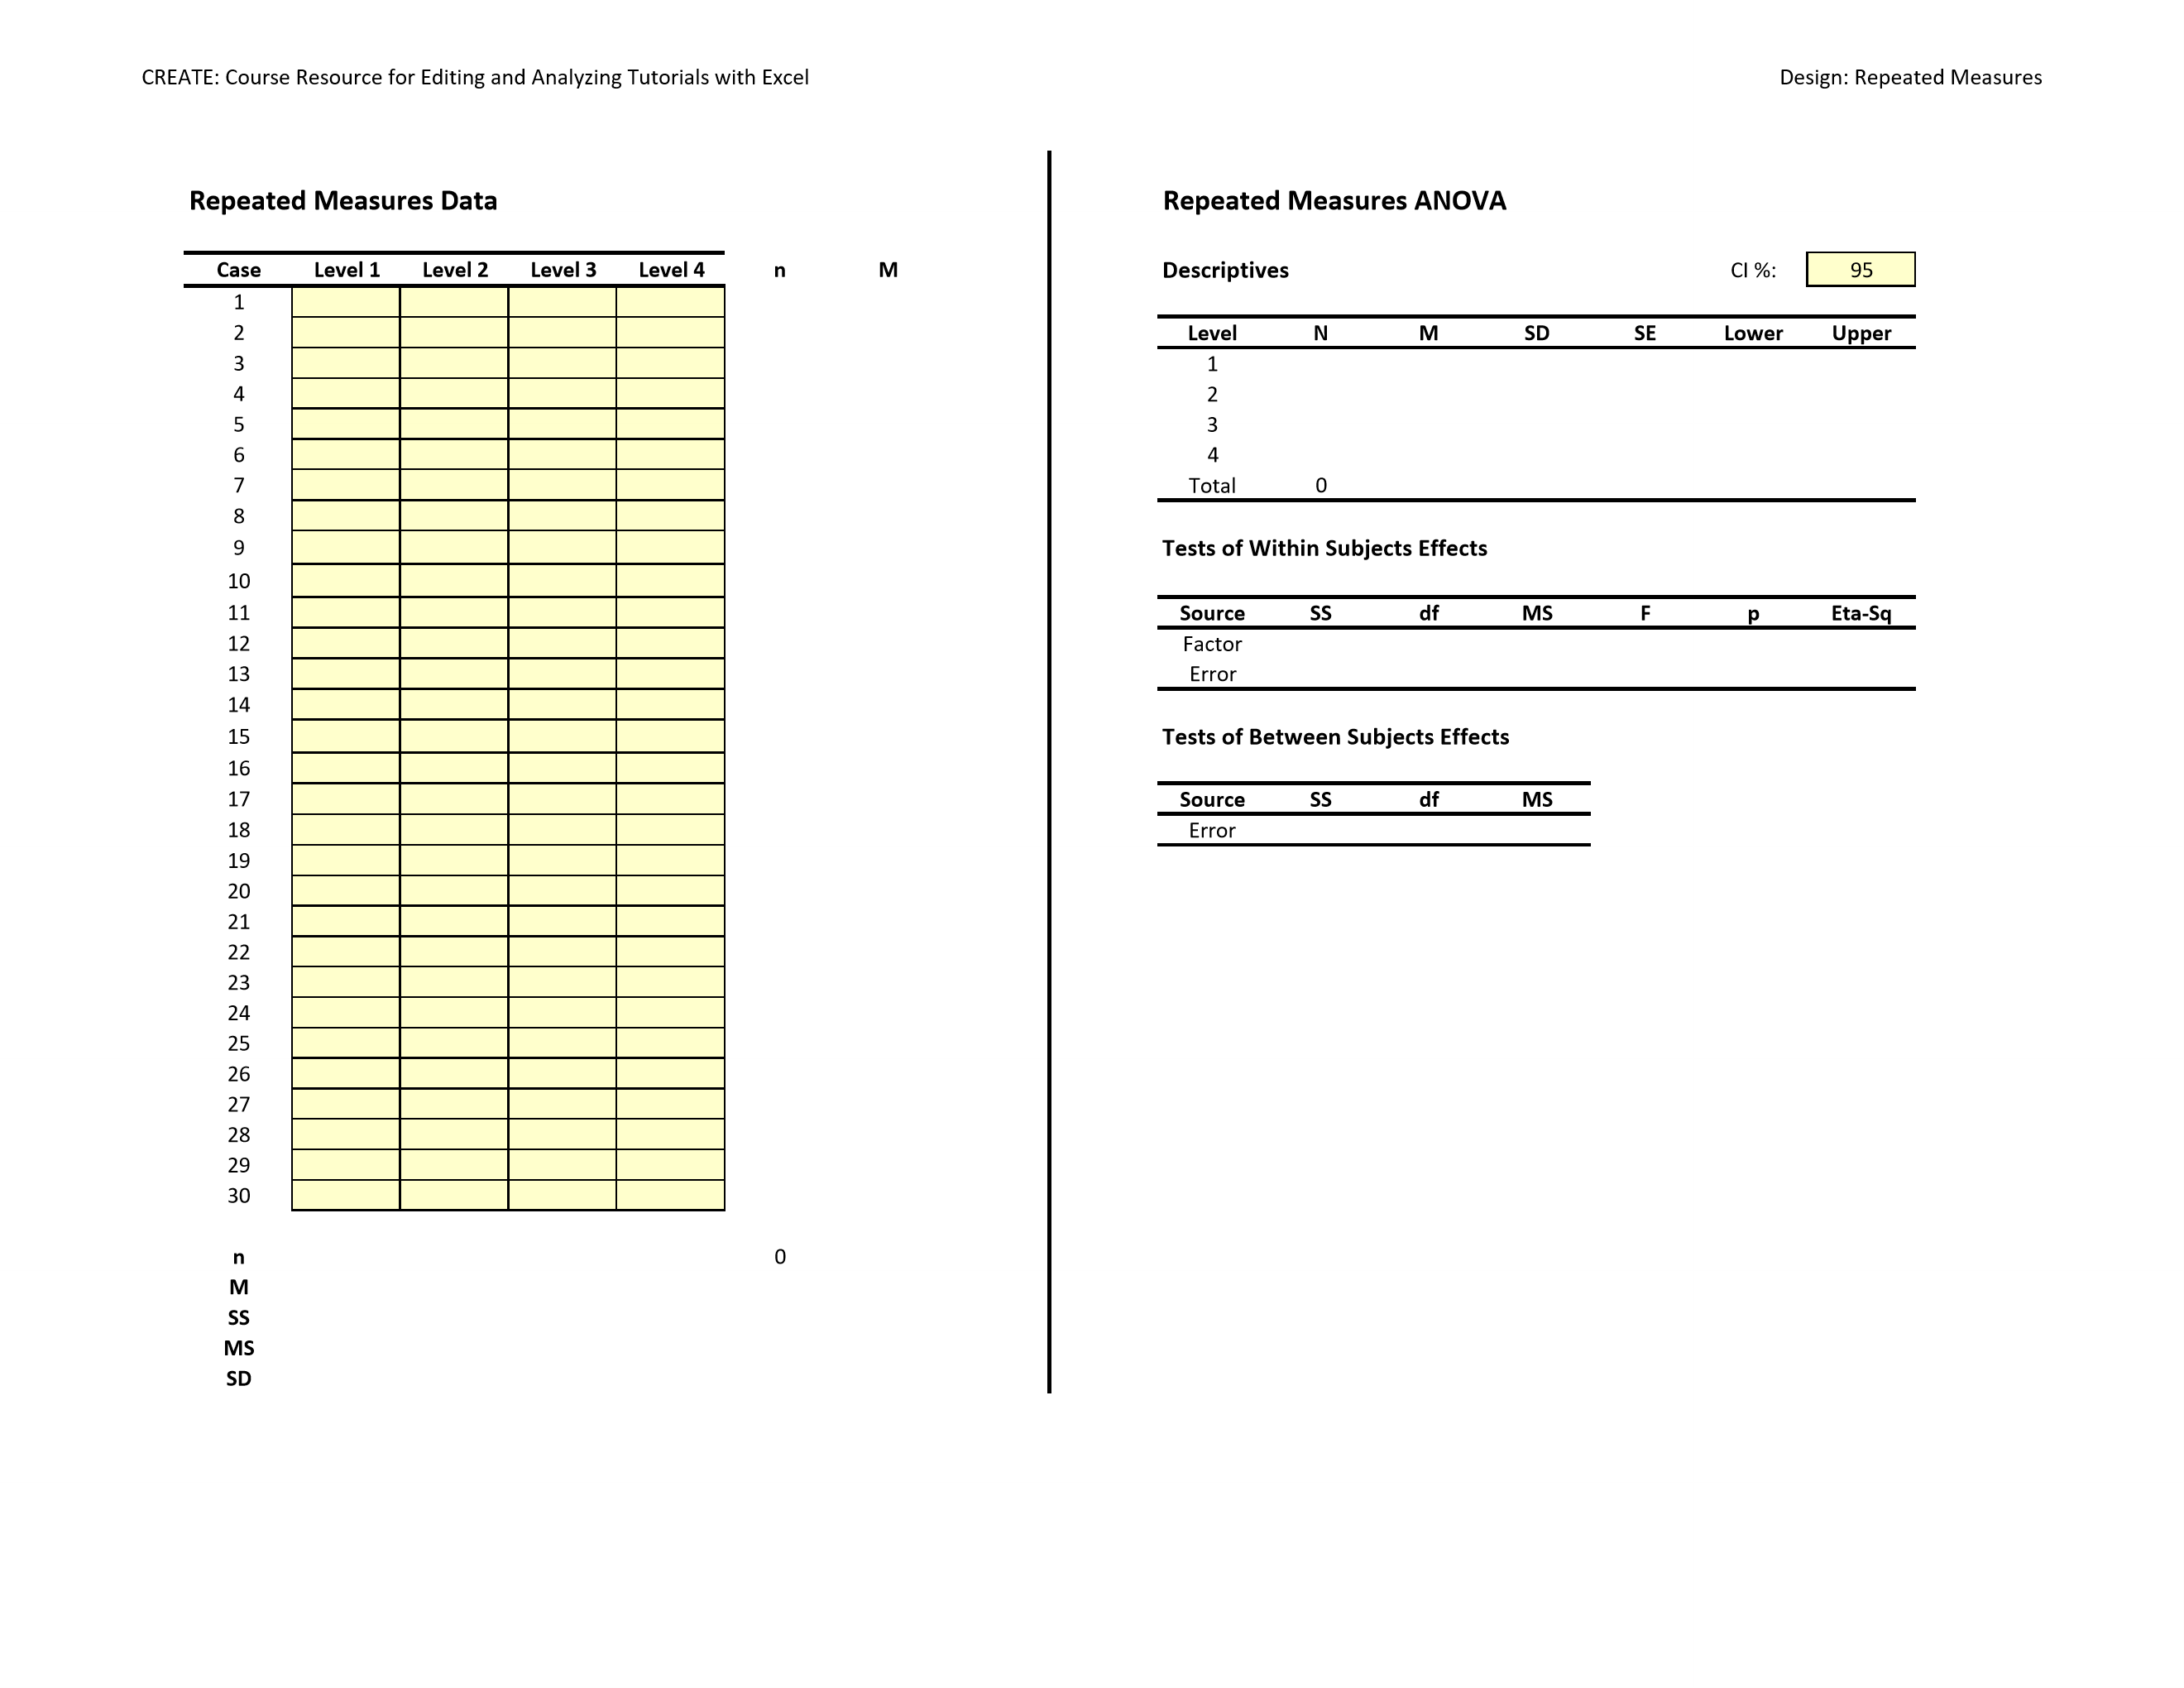 CREATE: Course Resource for Editing and Analyzing Tutorials with Excel
Design: Repeated Measures
Repeated Measures Data
Case Level 1 Level 2 Level 3 Level 4 n M
1
2
3
4
5
6
7
8
9
10
11
12
13
14
15
16
17
18
19
20
21
22
23
24
25
26
27
28
29
30
n 0
M
SS
MS
SD
Repeated Measures ANOVA
Descriptives CI %: 95
Level N M SD SE Lower Upper
1
2
3
4
Total 0
Tests of Within Subjects Effects
Source SS df MS F p Eta-Sq
Factor
Error
Tests of Between Subjects Effects
Source SS df MS
Error